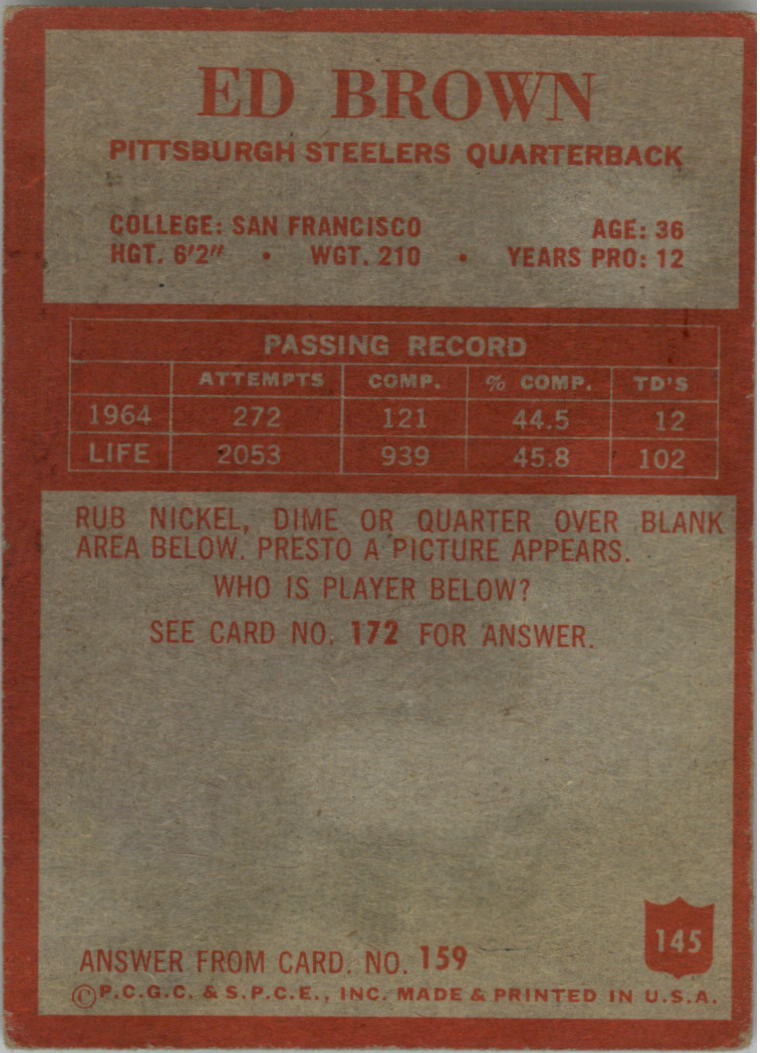 ED BROWN
PITTSBURGH STEELERS QUARTERBACK
COLLEGE: SAN FRANCISCO AGE: 36
HGT. 6'2" • WGT. 210 • YEARS PRO: 12
PASSING RECORD
ATTEMPTS COMP. % COMP. TD'S
1964 272 121 44.5 12
LIFE 2053 939 45.8 102
RUB NICKEL, DIME OR QUARTER OVER BLANK
AREA BELOW. PRESTO A PICTURE APPEARS.
WHO IS PLAYER BELOW?
SEE CARD NO. 172 FOR ANSWER.
145
ANSWER FROM CARD. NO. 159
©P.C.G.C. & S.P.C.E., INC. MADE & PRINTED IN U.S.A.